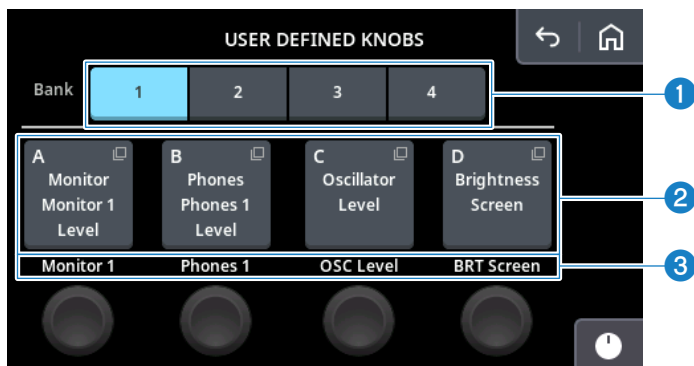 USER DEFINED KNOBS
Bank 1 2 3 4
1
A B C D
Monitor Phones Oscillator Brightness
Monitor 1 Phones 1 Level Screen
Level Level
2
Monitor 1 Phones 1 OSC Level BRT Screen
3